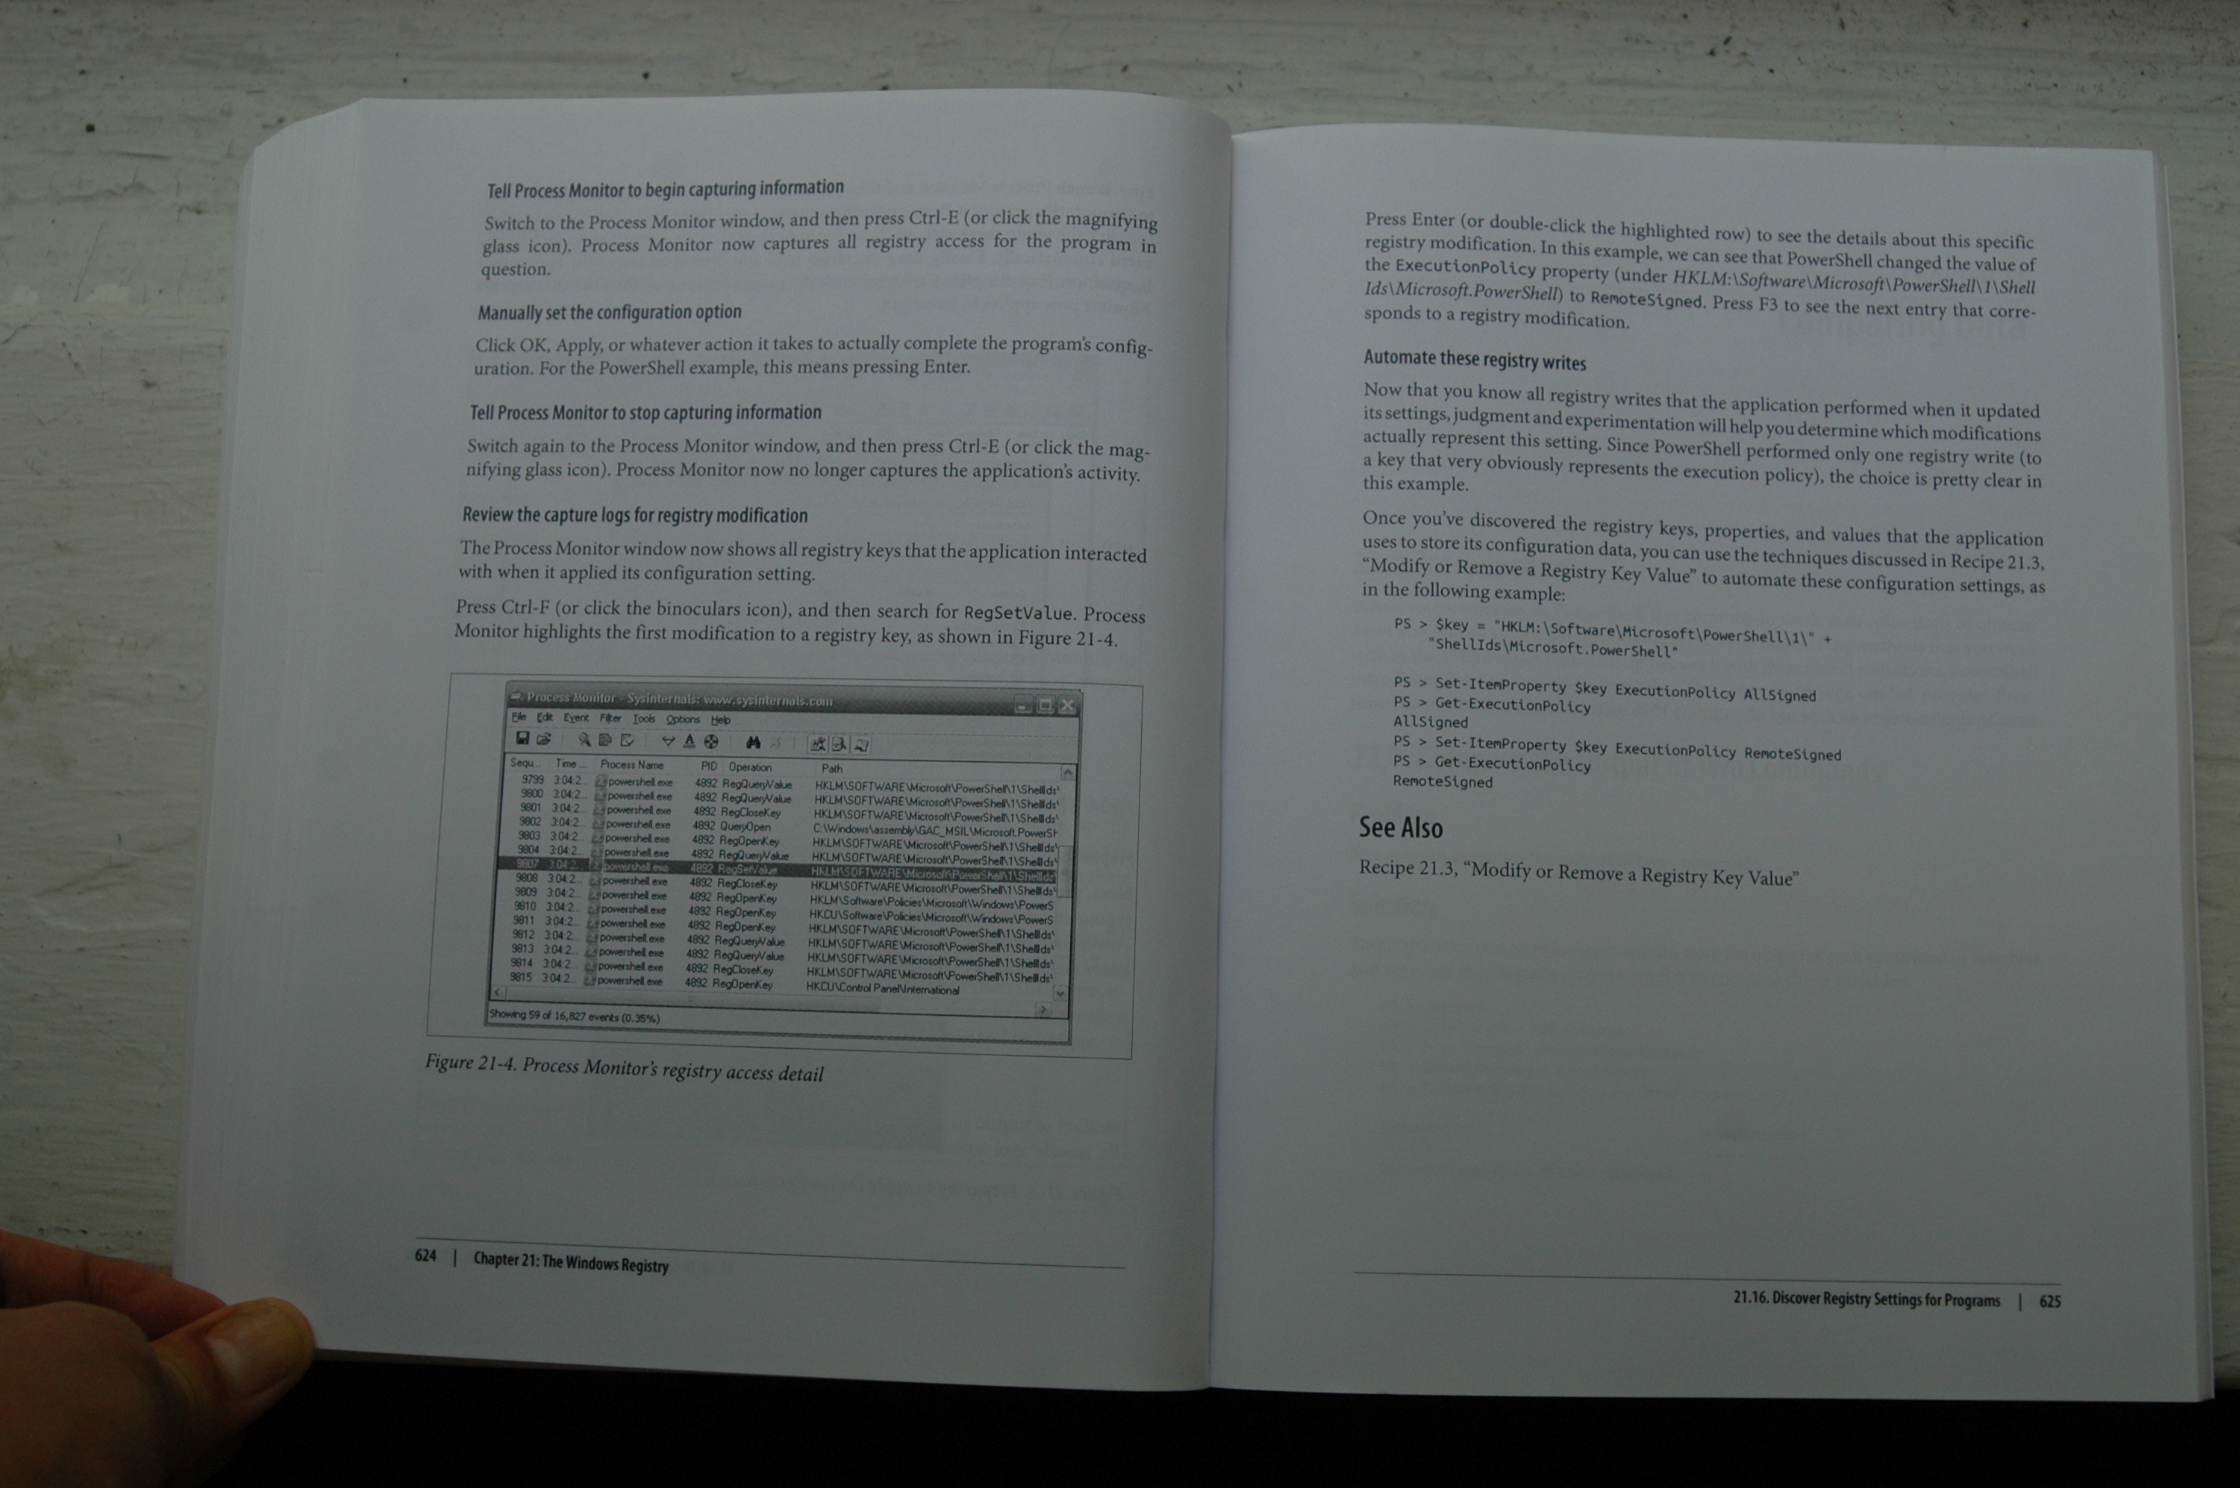 Tell Process Monitor to begin capturing information
Switch to the Process Monitor window, and then press Ctrl-E (or click the magnifying
glass icon). Process Monitor now captures all registry access for the program in
question.
Manually set the configuration option
Click OK, Apply, or whatever action it takes to actually complete the program's config-
uration. For the PowerShell example, this means pressing Enter.
Tell Process Monitor to stop capturing information
Switch again to the Process Monitor window, and then press Ctrl-E (or click the mag-
nifying glass icon). Process Monitor now no longer captures the application's activity.
Review the capture logs for registry modification
The Process Monitor window now shows all registry keys that the application interacted
with when it applied its configuration setting.
Press Ctrl-F (or click the binoculars icon), and then search for RegSetValue. Process
Monitor highlights the first modification to a registry key, as shown in Figure 21-4.
Process Monitor - Sysinternals: www.sysinternals.com
File Edit Event Filter Tools Options Help
Sequ... Time ... Process Name PID Operation Path
9799 3:04:2... powershell.exe 4892 RegQueryValue HKLM\SOFTWARE\Microsoft\PowerShell\1\ShellIds\
9800 3:04:2... powershell.exe 4892 RegQueryValue HKLM\SOFTWARE\Microsoft\PowerShell\1\ShellIds\
9801 3:04:2... powershell.exe 4892 RegCloseKey HKLM\SOFTWARE\Microsoft\PowerShell\1\ShellIds\
9802 3:04:2... powershell.exe 4892 QueryOpen C:\Windows\assembly\GAC_MSIL\Microsoft.PowerSh
9803 3:04:2... powershell.exe 4892 RegOpenKey HKLM\SOFTWARE\Microsoft\PowerShell\1\ShellIds\
9804 3:04:2... powershell.exe 4892 RegQueryValue HKLM\SOFTWARE\Microsoft\PowerShell\1\ShellIds\
9807 3:04:2... powershell.exe 4892 RegSetValue HKLM\SOFTWARE\Microsoft\PowerShell\1\ShellIds\
9808 3:04:2... powershell.exe 4892 RegCloseKey HKLM\SOFTWARE\Microsoft\PowerShell\1\ShellIds\
9809 3:04:2... powershell.exe 4892 RegOpenKey HKLM\Software\Policies\Microsoft\Windows\PowerS
9810 3:04:2... powershell.exe 4892 RegOpenKey HKCU\Software\Policies\Microsoft\Windows\PowerS
9811 3:04:2... powershell.exe 4892 RegOpenKey HKLM\SOFTWARE\Microsoft\PowerShell\1\ShellIds\
9812 3:04:2... powershell.exe 4892 RegQueryValue HKLM\SOFTWARE\Microsoft\PowerShell\1\ShellIds\
9813 3:04:2... powershell.exe 4892 RegQueryValue HKLM\SOFTWARE\Microsoft\PowerShell\1\ShellIds\
9814 3:04:2... powershell.exe 4892 RegCloseKey HKLM\SOFTWARE\Microsoft\PowerShell\1\ShellIds\
9815 3:04:2... powershell.exe 4892 RegOpenKey HKCU\Control Panel\International
Showing 59 of 16,827 events (0.35%)
Figure 21-4. Process Monitor's registry access detail
624 | Chapter 21: The Windows Registry
Press Enter (or double-click the highlighted row) to see the details about this specific
registry modification. In this example, we can see that PowerShell changed the value of
the ExecutionPolicy property (under HKLM:\Software\Microsoft\PowerShell\1\Shell
Ids\Microsoft.PowerShell) to RemoteSigned. Press F3 to see the next entry that corre-
sponds to a registry modification.
Automate these registry writes
Now that you know all registry writes that the application performed when it updated
its settings, judgment and experimentation will help you determine which modifications
actually represent this setting. Since PowerShell performed only one registry write (to
a key that very obviously represents the execution policy), the choice is pretty clear in
this example.
Once you've discovered the registry keys, properties, and values that the application
uses to store its configuration data, you can use the techniques discussed in Recipe 21.3,
“Modify or Remove a Registry Key Value” to automate these configuration settings, as
in the following example:
PS > $key = "HKLM:\Software\Microsoft\PowerShell\1\" +
"ShellIds\Microsoft.PowerShell"
PS > Set-ItemProperty $key ExecutionPolicy AllSigned
PS > Get-ExecutionPolicy
AllSigned
PS > Set-ItemProperty $key ExecutionPolicy RemoteSigned
PS > Get-ExecutionPolicy
RemoteSigned
See Also
Recipe 21.3, “Modify or Remove a Registry Key Value”
21.16. Discover Registry Settings for Programs | 625